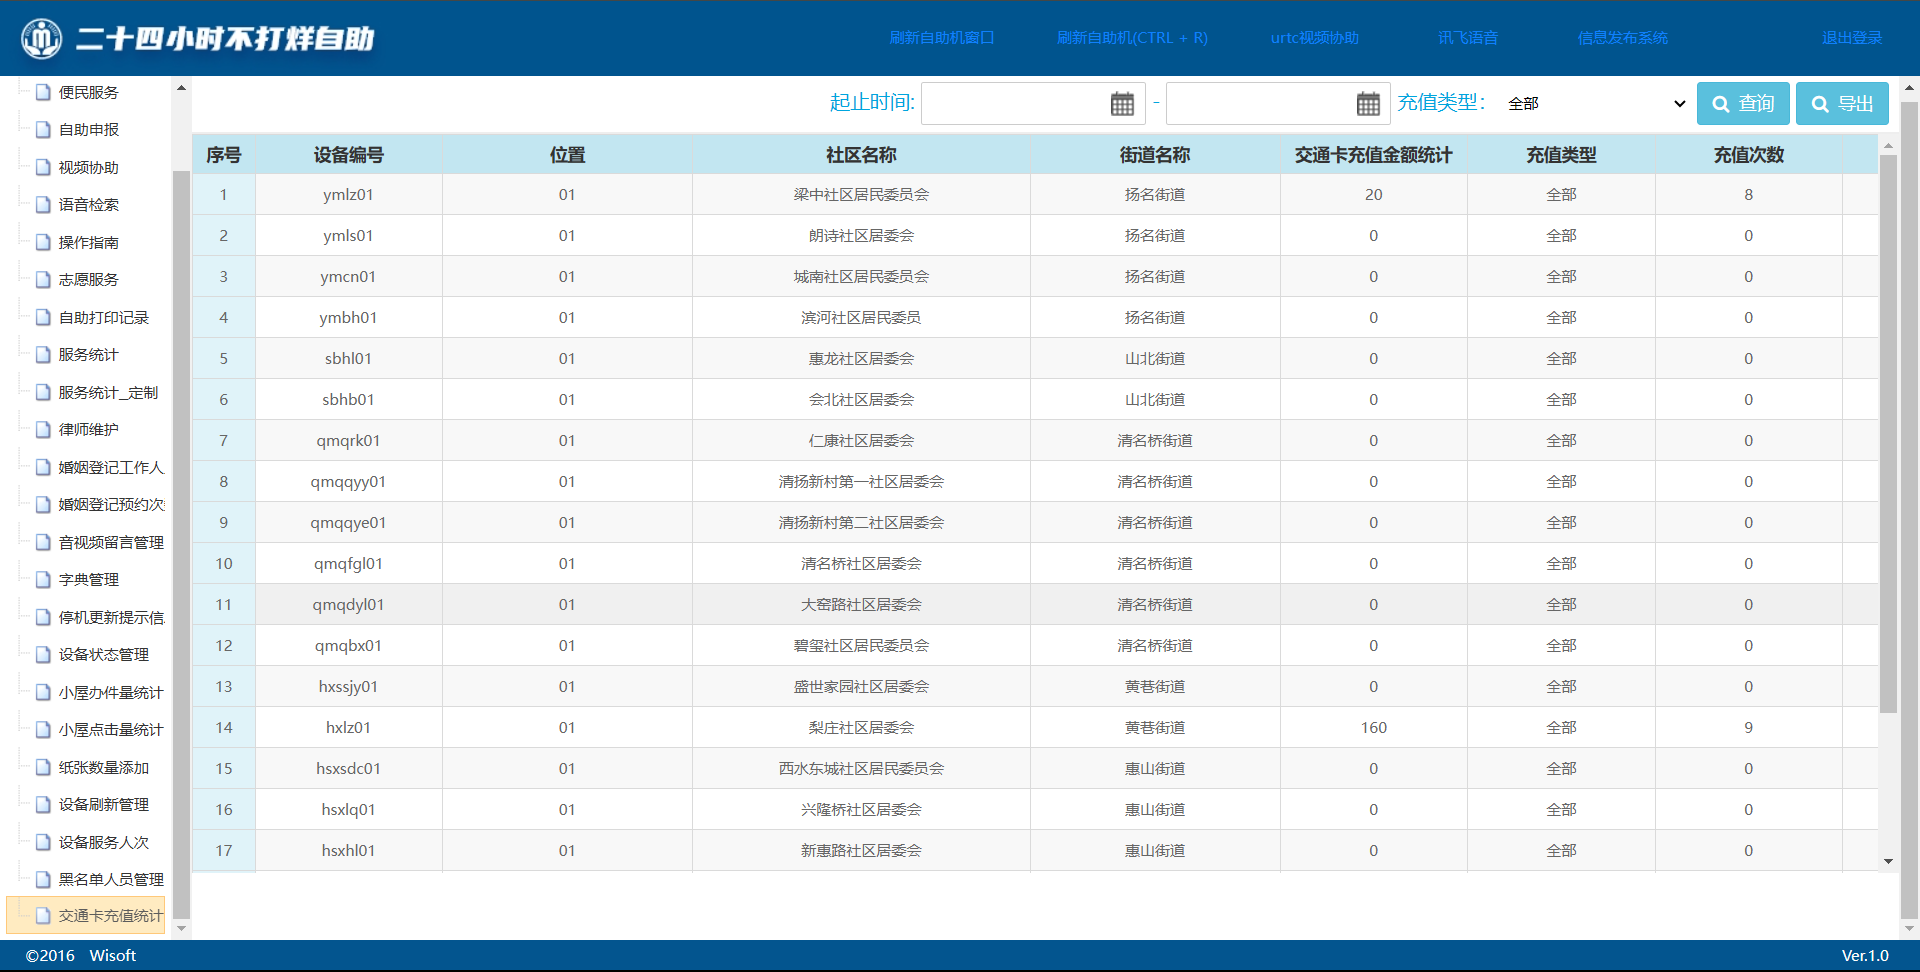 二十四小时不打烊自助
刷新自助机窗口 刷新自助机(CTRL + R) urtc视频协助 讯飞语音 信息发布系统 退出登录
便民服务
自助申报
视频协助
语音检索
操作指南
志愿服务
自助打印记录
服务统计
服务统计_定制
律师维护
婚姻登记工作人
婚姻登记预约次
音视频留言管理
字典管理
停机更新提示信
设备状态管理
小屋办件量统计
小屋点击量统计
纸张数量添加
设备刷新管理
设备服务人次
黑名单人员管理
交通卡充值统计
起止时间: - 充值类型: 全部 查询 导出
序号 设备编号 位置 社区名称 街道名称 交通卡充值金额统计 充值类型 充值次数
1 ymlz01 01 梁中社区居民委员会 扬名街道 20 全部 8
2 ymls01 01 朗诗社区居委会 扬名街道 0 全部 0
3 ymcn01 01 城南社区居民委员会 扬名街道 0 全部 0
4 ymbh01 01 滨河社区居民委员 扬名街道 0 全部 0
5 sbhl01 01 惠龙社区居委会 山北街道 0 全部 0
6 sbhb01 01 会北社区居委会 山北街道 0 全部 0
7 qmqrk01 01 仁康社区居委会 清名桥街道 0 全部 0
8 qmqqyy01 01 清扬新村第一社区居委会 清名桥街道 0 全部 0
9 qmqqye01 01 清扬新村第二社区居委会 清名桥街道 0 全部 0
10 qmqfgl01 01 清名桥社区居委会 清名桥街道 0 全部 0
11 qmqdyl01 01 大窑路社区居委会 清名桥街道 0 全部 0
12 qmqbx01 01 碧玺社区居民委员会 清名桥街道 0 全部 0
13 hxssjy01 01 盛世家园社区居委会 黄巷街道 0 全部 0
14 hxlz01 01 梨庄社区居委会 黄巷街道 160 全部 9
15 hsxsdc01 01 西水东城社区居民委员会 惠山街道 0 全部 0
16 hsxlq01 01 兴隆桥社区居委会 惠山街道 0 全部 0
17 hsxhl01 01 新惠路社区居委会 惠山街道 0 全部 0
©2016 Wisoft Ver.1.0